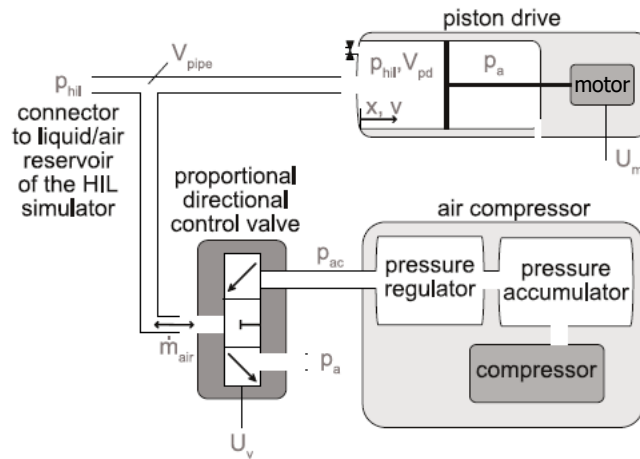 piston drive
V_pipe
p_hil
p_hil, V_pd
p_a
motor
x, v
U_m
connector
to liquid/air
reservoir
of the HIL
simulator
proportional
directional
control valve
air compressor
p_ac
pressure
regulator
pressure
accumulator
ṁ_air
p_a
compressor
U_v